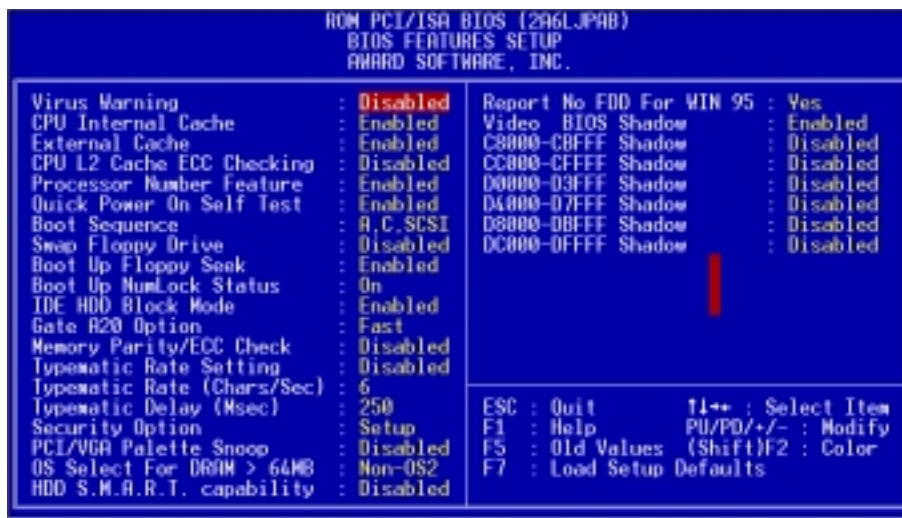 ROM PCI/ISA BIOS (2A6LJPAB)
BIOS FEATURES SETUP
AWARD SOFTWARE, INC.
Virus Warning : Disabled
CPU Internal Cache : Enabled
External Cache : Enabled
CPU L2 Cache ECC Checking : Disabled
Processor Number Feature : Enabled
Quick Power On Self Test : Enabled
Boot Sequence : A,C,SCSI
Swap Floppy Drive : Disabled
Boot Up Floppy Seek : Enabled
Boot Up NumLock Status : On
IDE HDD Block Mode : Enabled
Gate A20 Option : Fast
Memory Parity/ECC Check : Disabled
Typematic Rate Setting : Disabled
Typematic Rate (Chars/Sec) : 6
Typematic Delay (Msec) : 250
Security Option : Setup
PCI/VGA Palette Snoop : Disabled
OS Select For DRAM > 64MB : Non-OS2
HDD S.M.A.R.T. capability : Disabled
Report No FDD For WIN 95 : Yes
Video BIOS Shadow : Enabled
C8000-CBFFF Shadow : Disabled
CC000-CFFFF Shadow : Disabled
D0000-D3FFF Shadow : Disabled
D4000-D7FFF Shadow : Disabled
D8000-DBFFF Shadow : Disabled
DC000-DFFFF Shadow : Disabled
ESC : Quit ↑↓→← : Select Item
F1 : Help PU/PD/+/- : Modify
F5 : Old Values (Shift)F2 : Color
F7 : Load Setup Defaults